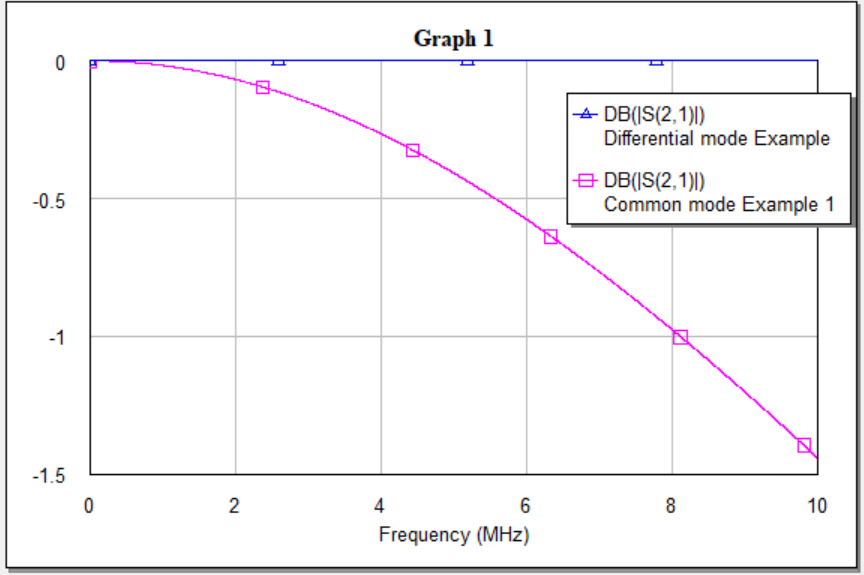 Graph 1
0
-0.5
-1
-1.5
DB(|S(2,1)|)
Differential mode Example
DB(|S(2,1)|)
Common mode Example 1
0 2 4 6 8 10
Frequency (MHz)